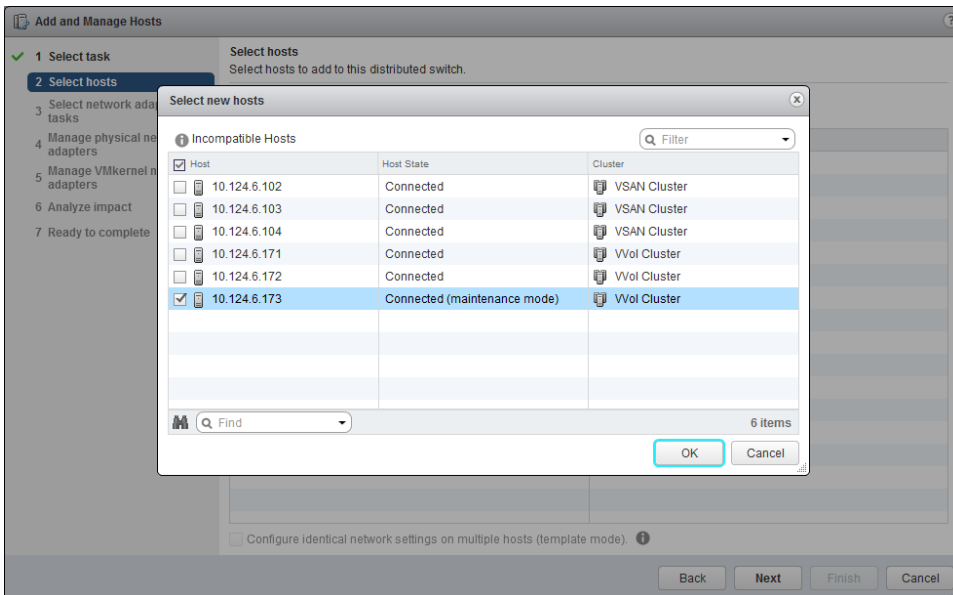 Add and Manage Hosts
?
1 Select task
2 Select hosts
3 Select network adap
tasks
4 Manage physical ne
adapters
5 Manage VMkernel n
adapters
6 Analyze impact
7 Ready to complete
Select hosts
Select hosts to add to this distributed switch.
Select new hosts
Incompatible Hosts
Filter
Host Host State Cluster
10.124.6.102 Connected VSAN Cluster
10.124.6.103 Connected VSAN Cluster
10.124.6.104 Connected VSAN Cluster
10.124.6.171 Connected VVol Cluster
10.124.6.172 Connected VVol Cluster
10.124.6.173 Connected (maintenance mode) VVol Cluster
Find 6 items
OK Cancel
Configure identical network settings on multiple hosts (template mode).
Back Next Finish Cancel